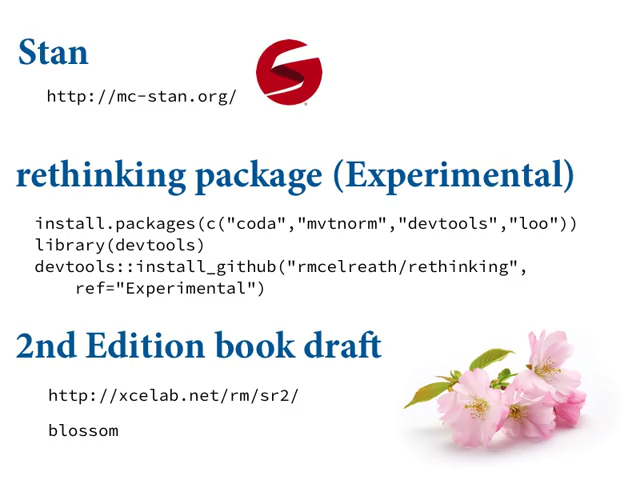 Stan
http://mc-stan.org/
rethinking package (Experimental)
install.packages(c("coda","mvtnorm","devtools","loo"))
library(devtools)
devtools::install_github("rmcelreath/rethinking",
ref="Experimental")
2nd Edition book draft
http://xcelab.net/rm/sr2/
blossom